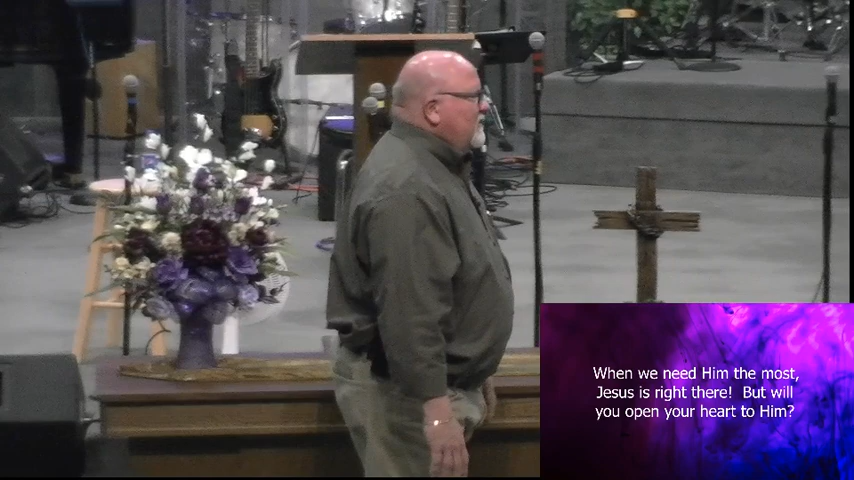 When we need Him the most,
Jesus is right there!  But will
you open your heart to Him?